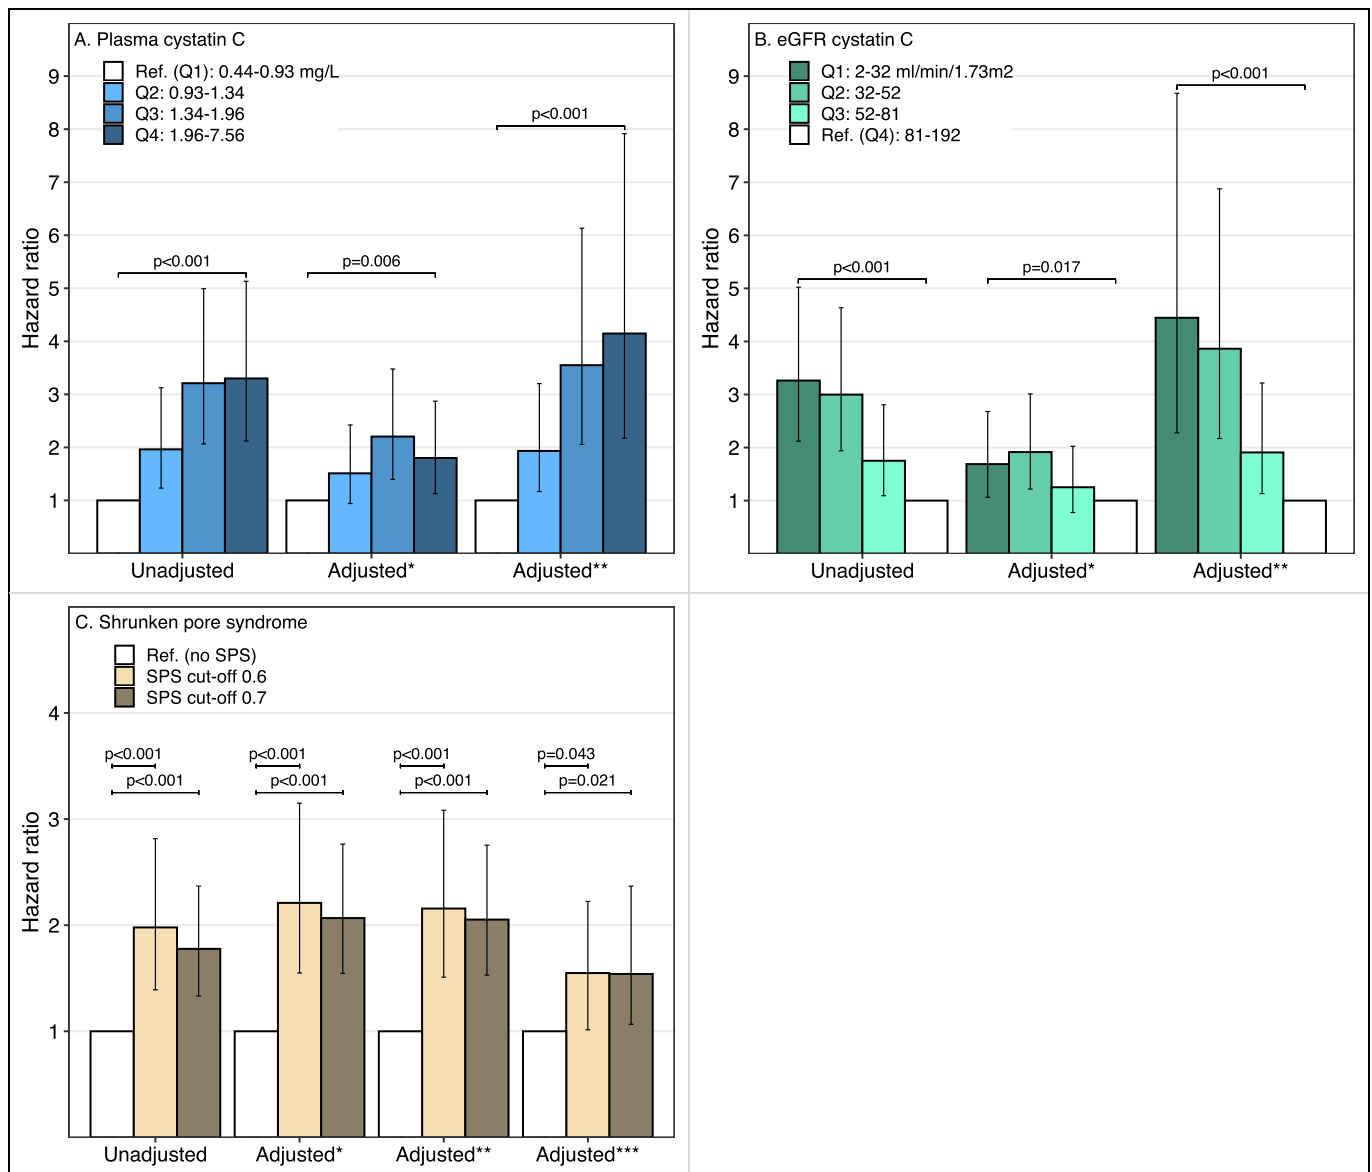 A. Plasma cystatin C
Ref. (Q1): 0.44-0.93 mg/L
Q2: 0.93-1.34
Q3: 1.34-1.96
Q4: 1.96-7.56
9
8
7
6
5
4
3
2
1
Hazard ratio
p<0.001
p=0.006
p<0.001
Unadjusted
Adjusted*
Adjusted**
B. eGFR cystatin C
Q1: 2-32 ml/min/1.73m2
Q2: 32-52
Q3: 52-81
Ref. (Q4): 81-192
9
8
7
6
5
4
3
2
1
Hazard ratio
p<0.001
p=0.017
p<0.001
Unadjusted
Adjusted*
Adjusted**
C. Shrunken pore syndrome
Ref. (no SPS)
SPS cut-off 0.6
SPS cut-off 0.7
4
3
2
1
Hazard ratio
p<0.001
p<0.001
p<0.001
p=0.043
p<0.001
p<0.001
p<0.001
p=0.021
Unadjusted
Adjusted*
Adjusted**
Adjusted***